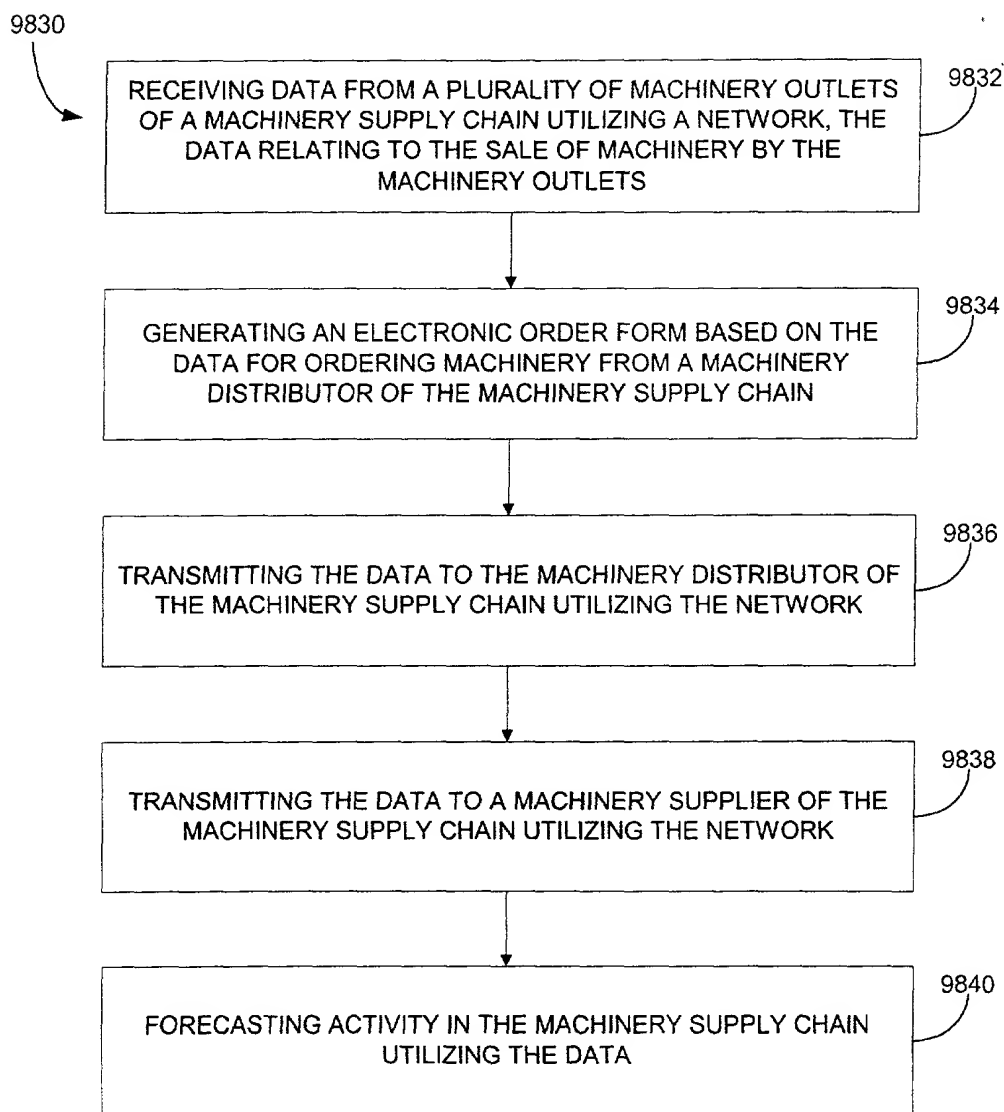 9830
9832
RECEIVING DATA FROM A PLURALITY OF MACHINERY OUTLETS
OF A MACHINERY SUPPLY CHAIN UTILIZING A NETWORK, THE
DATA RELATING TO THE SALE OF MACHINERY BY THE
MACHINERY OUTLETS
9834
GENERATING AN ELECTRONIC ORDER FORM BASED ON THE
DATA FOR ORDERING MACHINERY FROM A MACHINERY
DISTRIBUTOR OF THE MACHINERY SUPPLY CHAIN
9836
TRANSMITTING THE DATA TO THE MACHINERY DISTRIBUTOR OF
THE MACHINERY SUPPLY CHAIN UTILIZING THE NETWORK
9838
TRANSMITTING THE DATA TO A MACHINERY SUPPLIER OF THE
MACHINERY SUPPLY CHAIN UTILIZING THE NETWORK
9840
FORECASTING ACTIVITY IN THE MACHINERY SUPPLY CHAIN
UTILIZING THE DATA